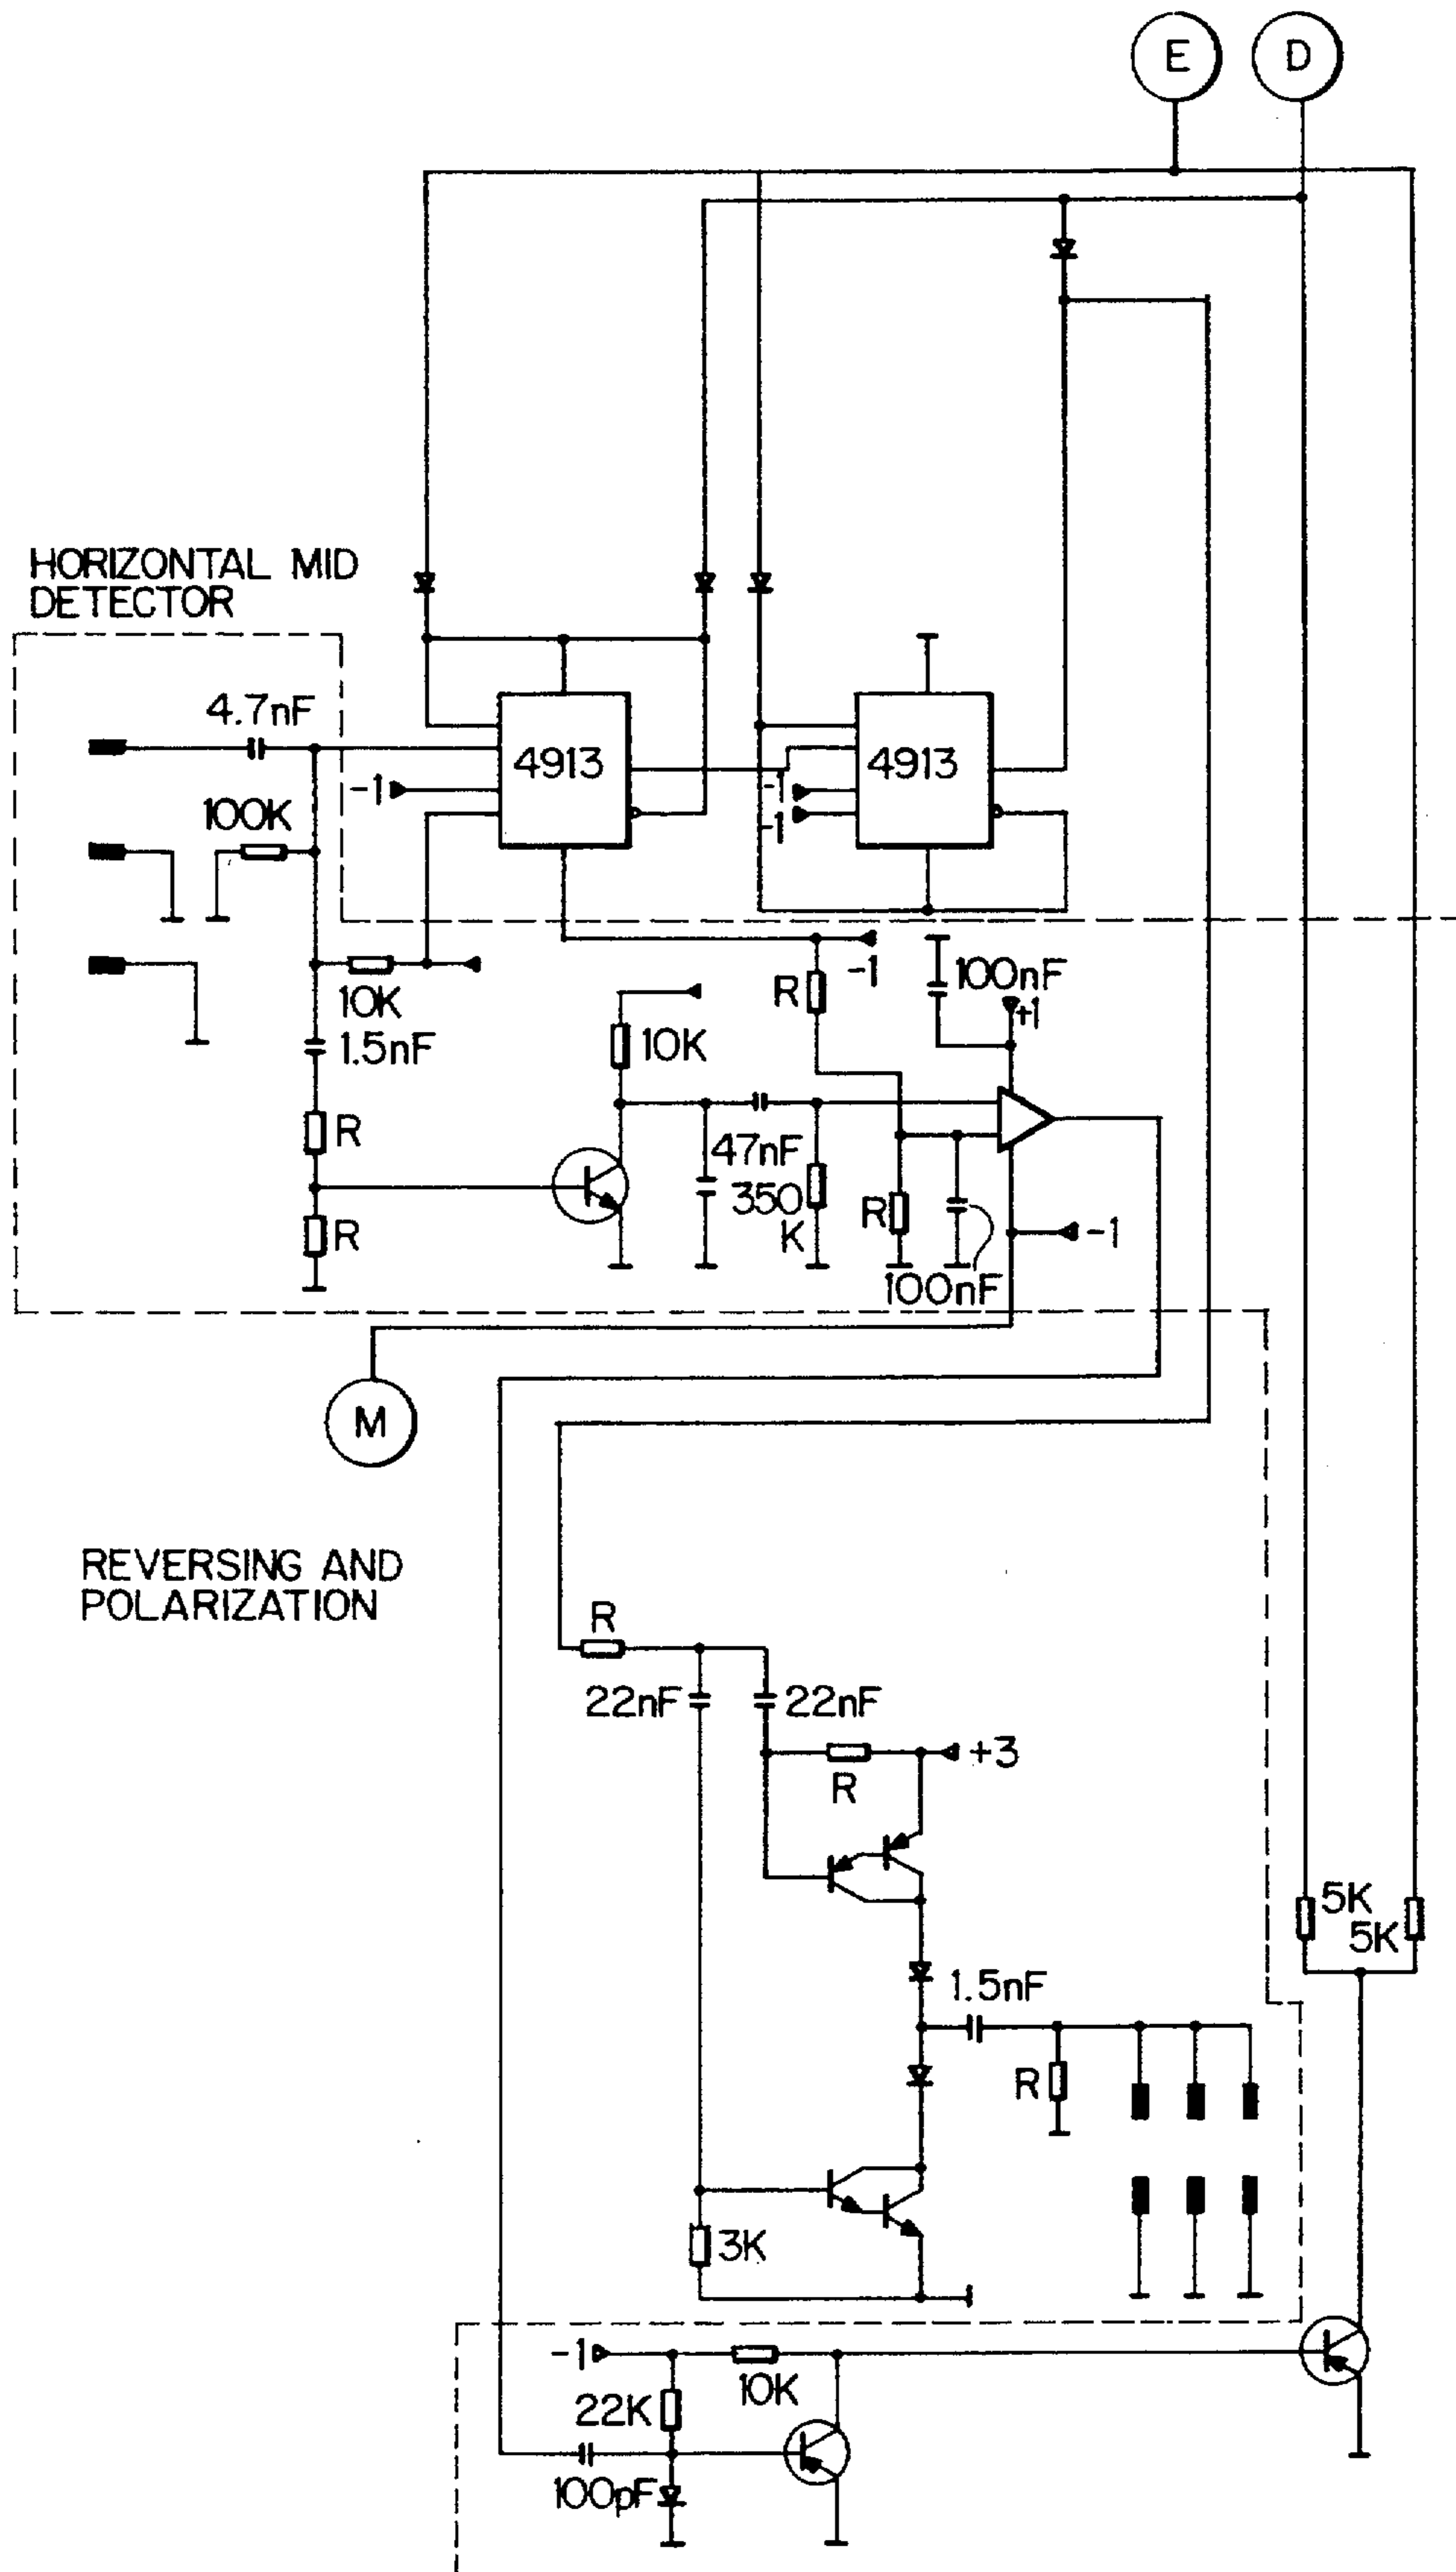 E
D
HORIZONTAL MID
DETECTOR
4.7nF
4913
4913
-1
-1
100K
-1
-1
100nF
R
10K
+1
1.5nF
10K
R
47nF
350
K
R
R
-1
100nF
M
REVERSING AND
POLARIZATION
R
22nF
22nF
+3
R
5K
5K
1.5nF
R
3K
-1
10K
22K
100pF